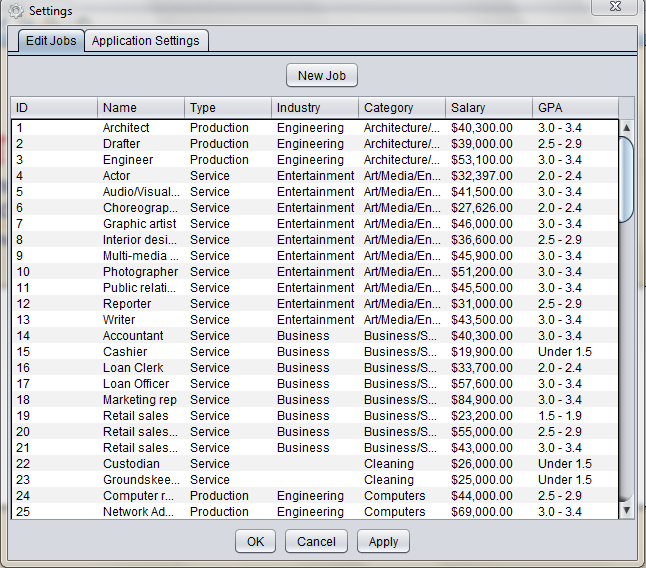 Settings
Edit Jobs Application Settings
New Job
ID Name Type Industry Category Salary GPA
1 Architect Production Engineering Architecture/... $40,300.00 3.0 - 3.4
2 Drafter Production Engineering Architecture/... $39,000.00 2.5 - 2.9
3 Engineer Production Engineering Architecture/... $53,100.00 3.0 - 3.4
4 Actor Service Entertainment Art/Media/En... $32,397.00 2.0 - 2.4
5 Audio/Visual... Service Entertainment Art/Media/En... $41,500.00 3.0 - 3.4
6 Choreograp... Service Entertainment Art/Media/En... $27,626.00 2.0 - 2.4
7 Graphic artist Service Entertainment Art/Media/En... $46,000.00 3.0 - 3.4
8 Interior desi... Service Entertainment Art/Media/En... $36,600.00 2.5 - 2.9
9 Multi-media ... Service Entertainment Art/Media/En... $45,900.00 3.0 - 3.4
10 Photographer Service Entertainment Art/Media/En... $51,200.00 3.0 - 3.4
11 Public relati... Service Entertainment Art/Media/En... $45,500.00 3.0 - 3.4
12 Reporter Service Entertainment Art/Media/En... $31,000.00 2.5 - 2.9
13 Writer Service Entertainment Art/Media/En... $43,500.00 3.0 - 3.4
14 Accountant Service Business Business/S... $40,300.00 3.0 - 3.4
15 Cashier Service Business Business/S... $19,900.00 Under 1.5
16 Loan Clerk Service Business Business/S... $33,700.00 2.0 - 2.4
17 Loan Officer Service Business Business/S... $57,600.00 3.0 - 3.4
18 Marketing rep Service Business Business/S... $84,900.00 3.0 - 3.4
19 Retail sales Service Business Business/S... $23,200.00 1.5 - 1.9
20 Retail sales... Service Business Business/S... $55,000.00 2.5 - 2.9
21 Retail sales... Service Business Business/S... $43,000.00 3.0 - 3.4
22 Custodian Service Cleaning $26,000.00 Under 1.5
23 Groundskee... Service Cleaning $25,000.00 Under 1.5
24 Computer r... Production Engineering Computers $44,000.00 2.5 - 2.9
25 Network Ad... Production Engineering Computers $69,000.00 3.0 - 3.4
OK Cancel Apply